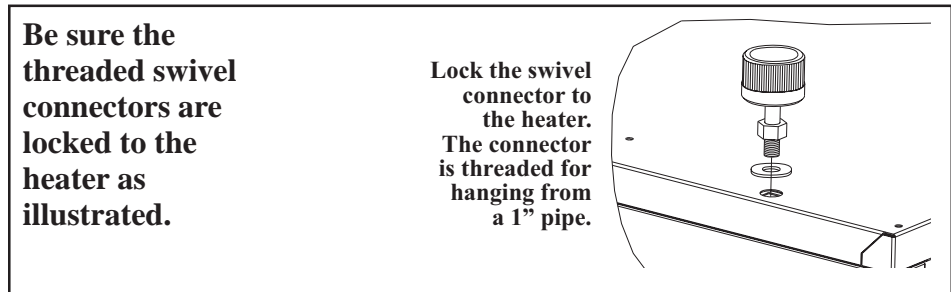 Be sure the
threaded swivel
connectors are
locked to the
heater as
illustrated.
Lock the swivel
connector to
the heater.
The connector
is threaded for
hanging from
a 1” pipe.